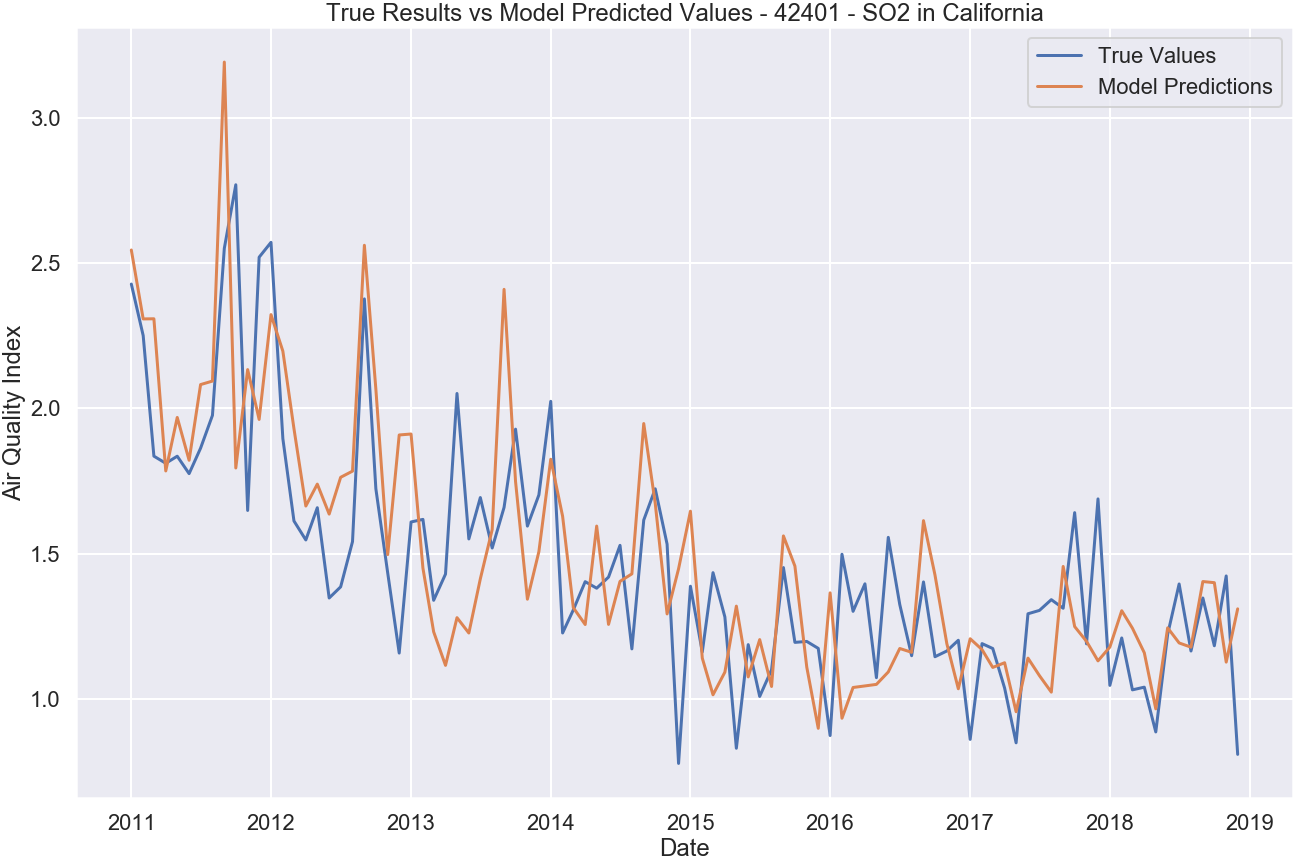 True Results vs Model Predicted Values - 42401 - SO2 in California
True Values
Model Predictions
Air Quality Index
3.0
2.5
2.0
1.5
1.0
2011 2012 2013 2014 2015 2016 2017 2018 2019
Date